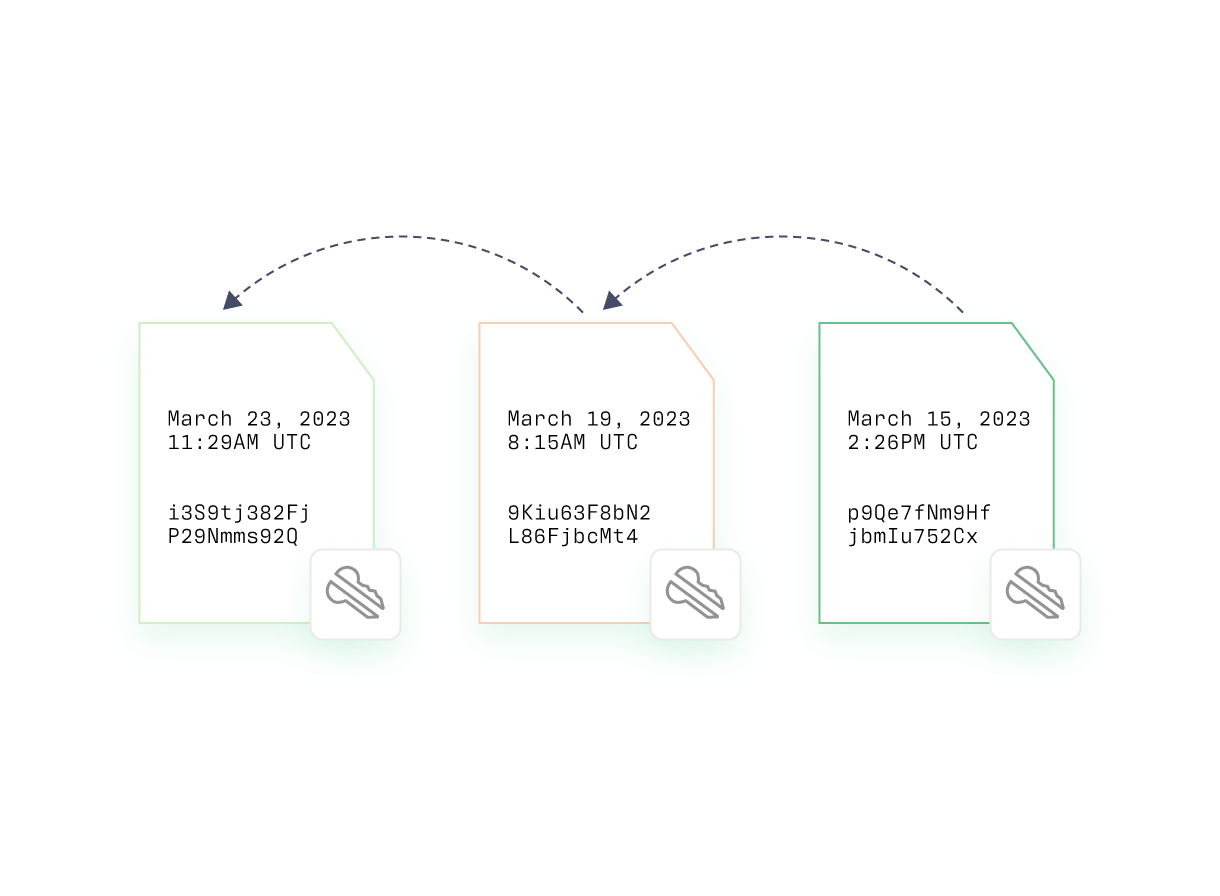 March 23, 2023
11:29AM UTC
i3S9tj382Fj
P29Nmms92Q
March 19, 2023
8:15AM UTC
9Kiu63F8bN2
L86FjbcMt4
March 15, 2023
2:26PM UTC
p9Qe7fNm9Hf
jbmIu752Cx